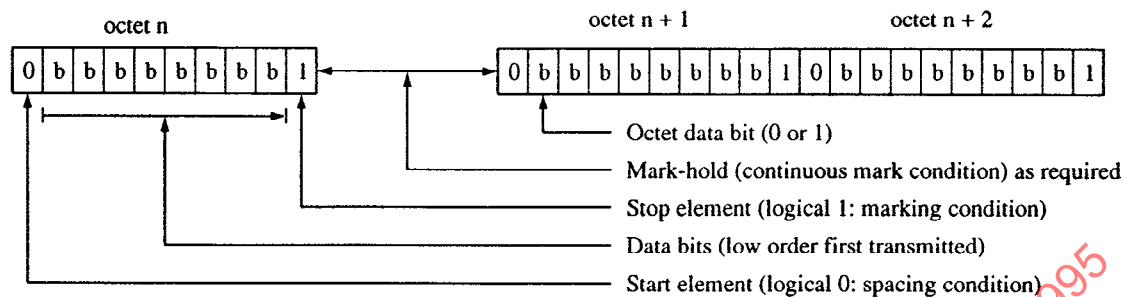 octet n octet n + 1 octet n + 2
0 b b b b b b b b 1 0 b b b b b b b b 1 0 b b b b b b b b 1
Octet data bit (0 or 1)
Mark-hold (continuous mark condition) as required
Stop element (logical 1: marking condition)
Data bits (low order first transmitted)
Start element (logical 0: spacing condition)
995